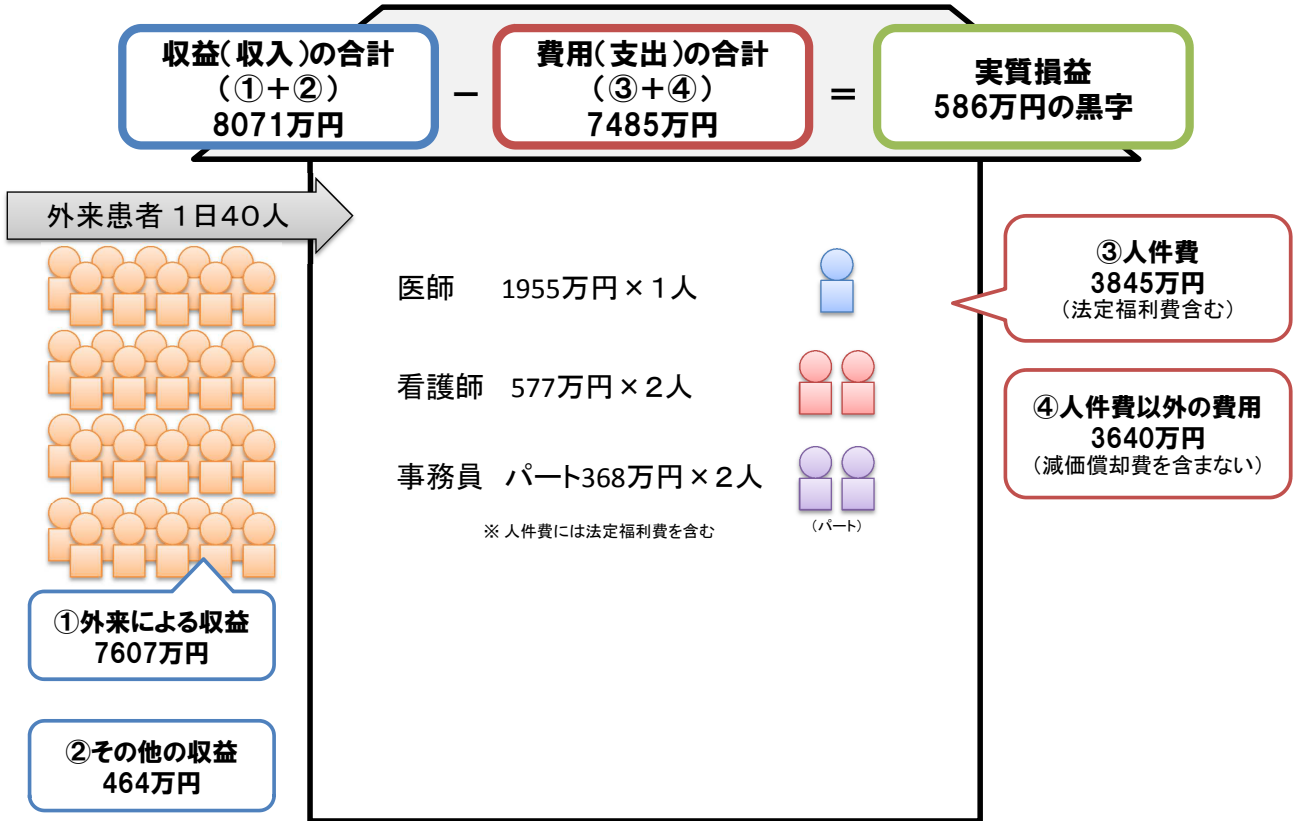 収益(収入)の合計
(①+②)
8071万円
−
費用(支出)の合計
(③+④)
7485万円
=
実質損益
586万円の黒字
外来患者 1日40人
医師 1955万円×1人
看護師 577万円×2人
事務員 パート368万円×2人
(パート)
※ 人件費には法定福利費を含む
③人件費
3845万円
(法定福利費含む)
④人件費以外の費用
3640万円
(減価償却費を含まない)
①外来による収益
7607万円
②その他の収益
464万円